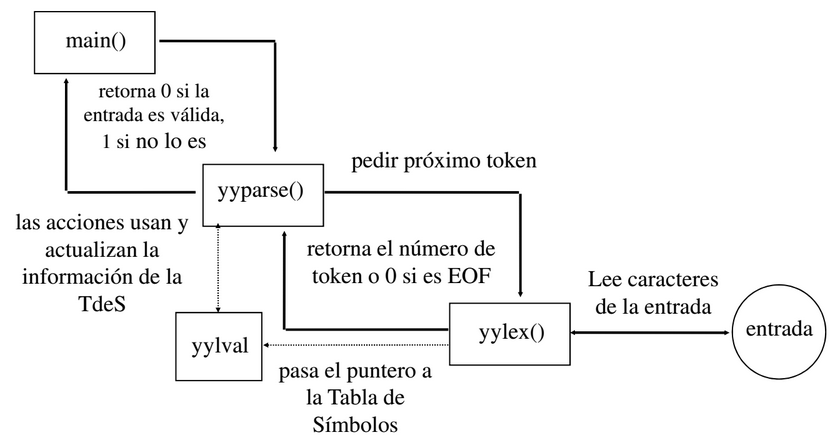 main()
retorna 0 si la
entrada es válida,
1 si no lo es
pedir próximo token
yyparse()
las acciones usan y
actualizan la
información de la
TdeS
retorna el número de
token o 0 si es EOF
Lee caracteres
de la entrada
yylval
yylex()
entrada
pasa el puntero a
la Tabla de
Símbolos